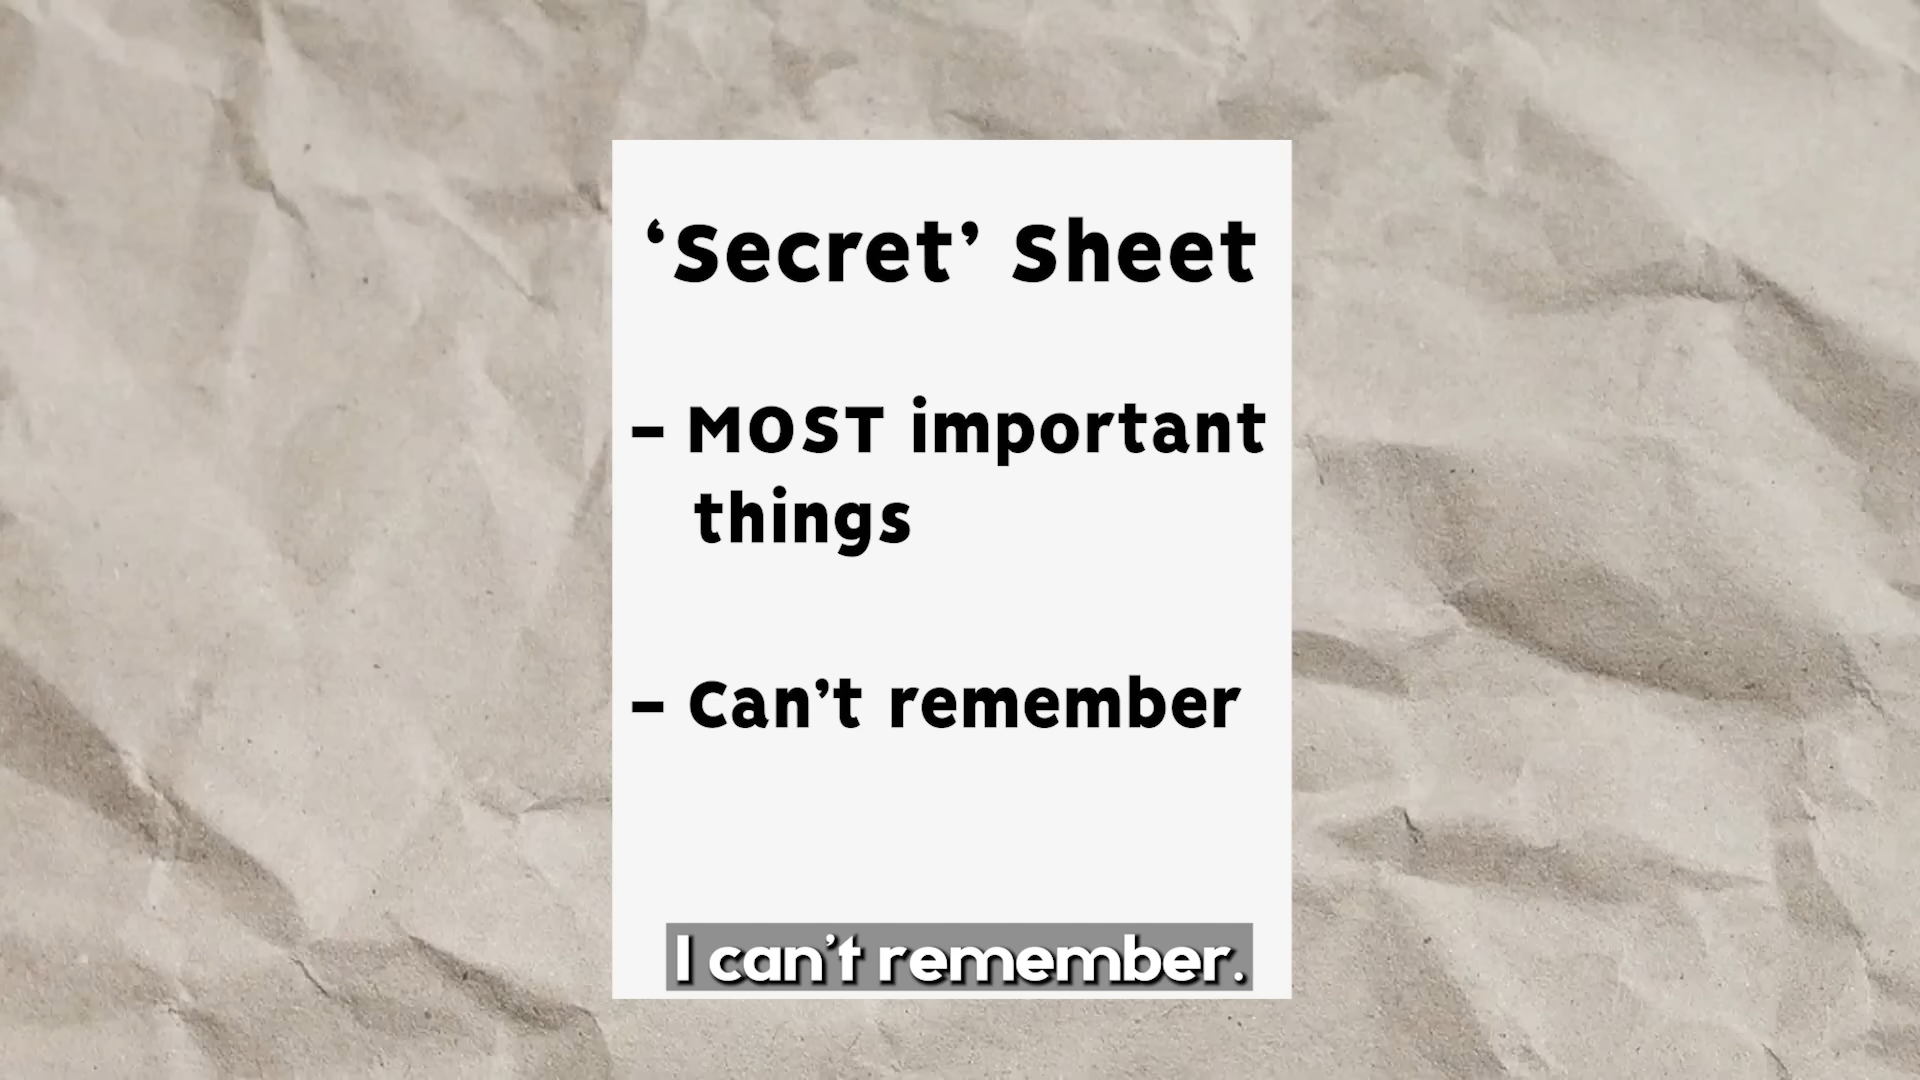 ‘Secret’ Sheet
- MOST important
things
- Can’t remember
I can’t remember.